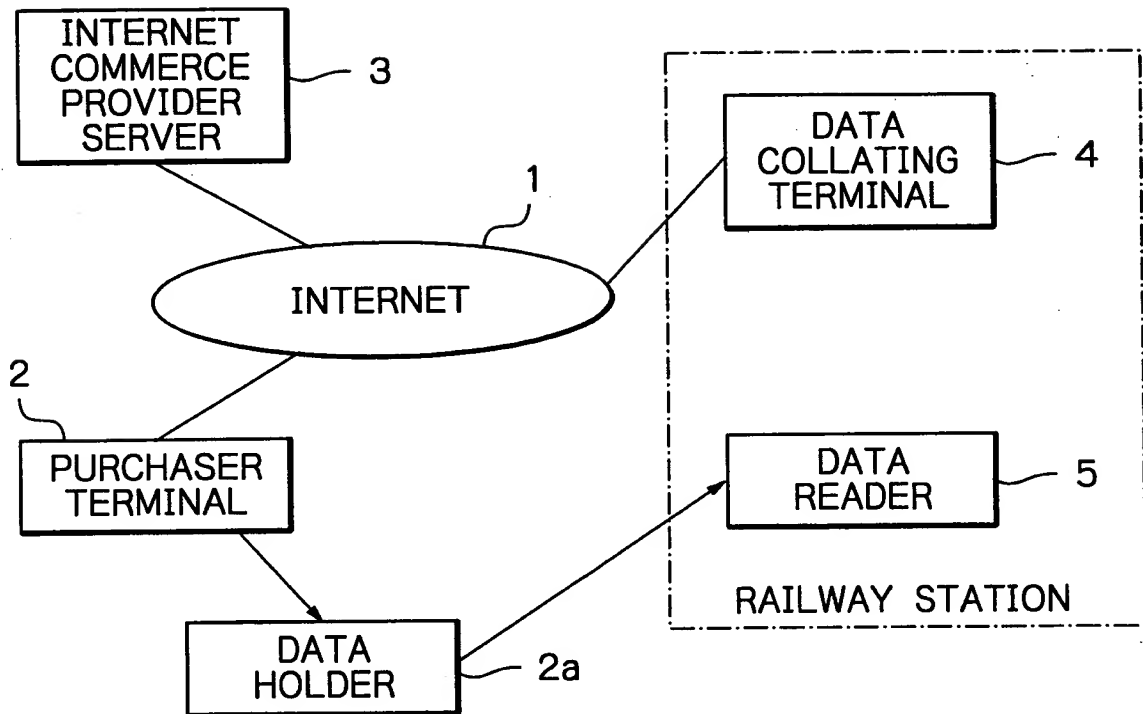 INTERNET
COMMERCE
PROVIDER
SERVER
3
DATA
COLLATING
TERMINAL
4
1
INTERNET
2
PURCHASER
TERMINAL
DATA
READER
5
RAILWAY STATION
DATA
HOLDER
2a